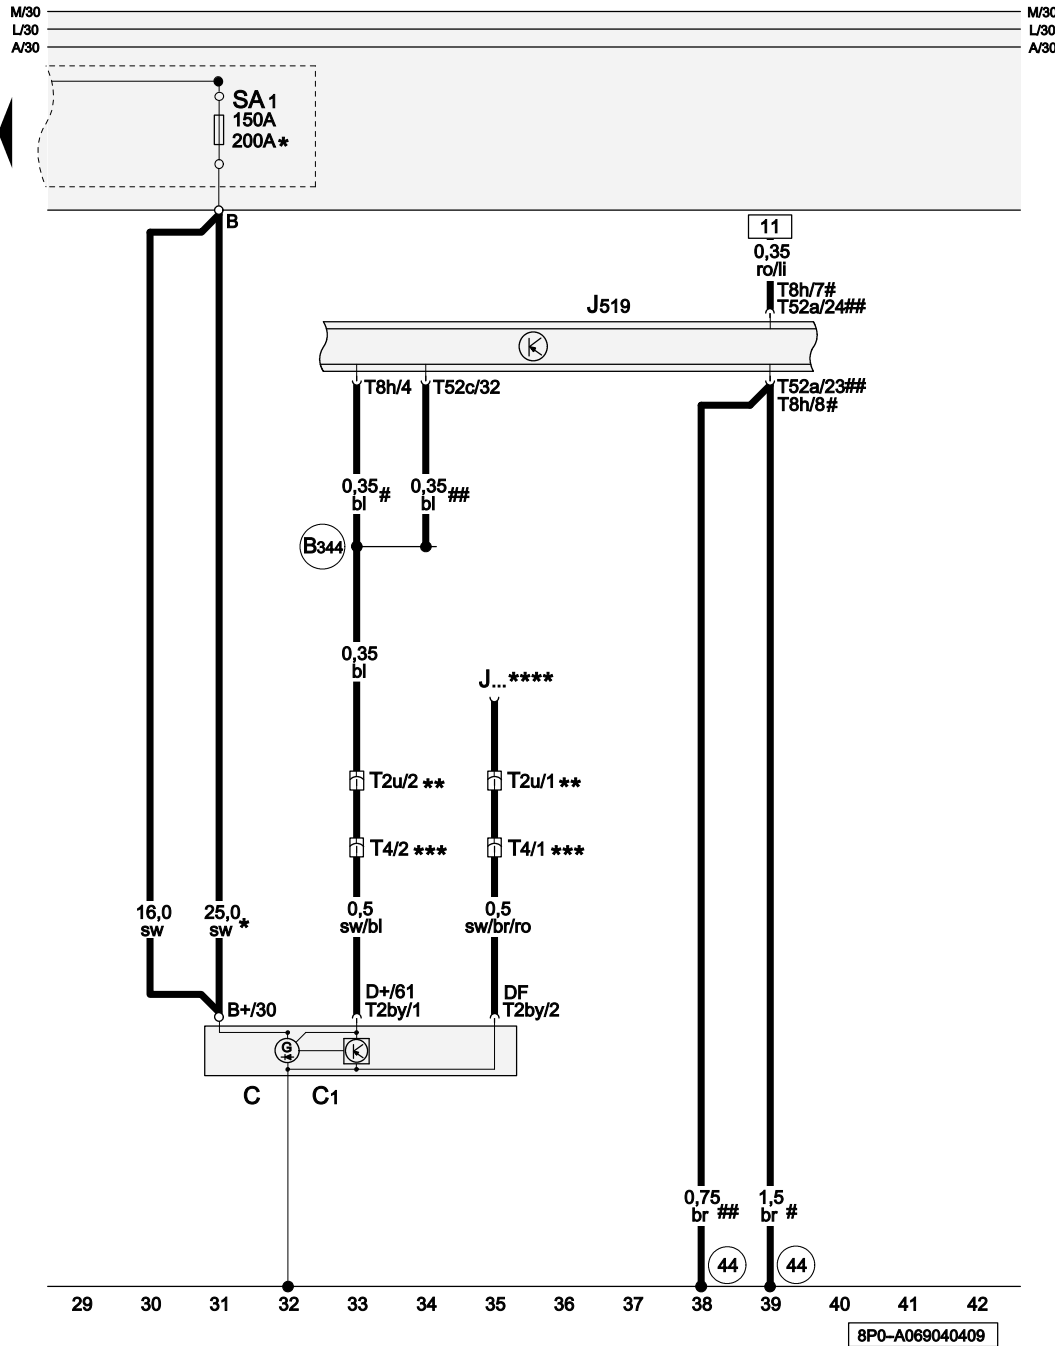 M/30 M/30
L/30 L/30
A/30 A/30
SA1
150A
200A*
B
11
0,35
ro/li
T8h/7#
T52a/24##
J519
T8h/4 T52c/32 T52a/23##
T8h/8#
0,35 # 0,35 ##
bl bl
B344
0,35
bl
J...****
T2u/2 ** T2u/1 **
T4/2 *** T4/1 ***
16,0 25,0 * 0,5 0,5
sw sw sw/bl sw/br/ro
D+/61 DF
B+/30 T2by/1 T2by/2
G
C C1
0,75 ## 1,5 #
br br
44 44
29 30 31 32 33 34 35 36 37 38 39 40 41 42
8P0–A069040409